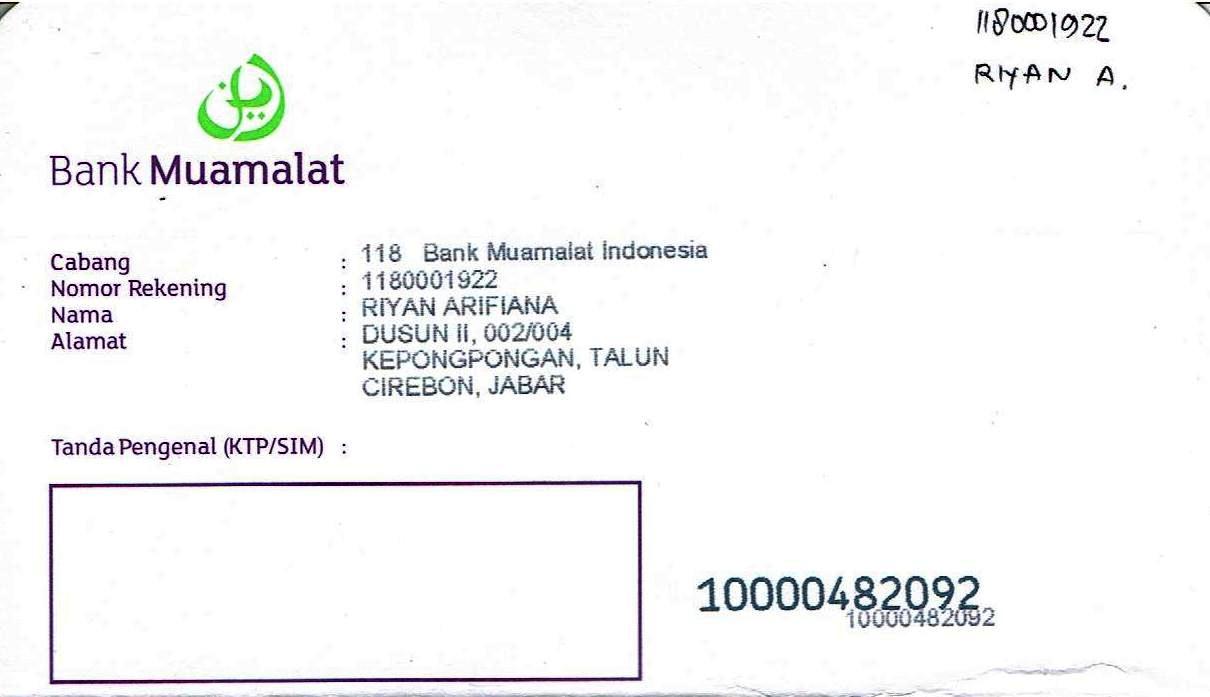 1180001922
RIYAN A.
Bank Muamalat
Cabang : 118 Bank Muamalat Indonesia
Nomor Rekening : 1180001922
Nama : RIYAN ARIFIANA
Alamat : DUSUN II, 002/004
KEPONGPONGAN, TALUN
CIREBON, JABAR
Tanda Pengenal (KTP/SIM) :
10000482092
10000482092